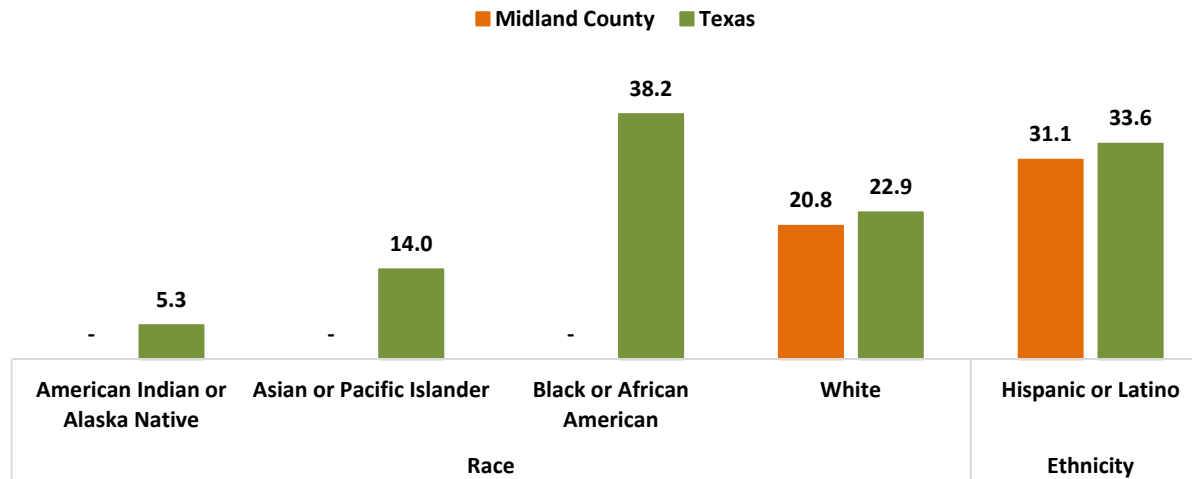 Midland County Texas
38.2
33.6
31.1
22.9
20.8
14.0
5.3
- - -
American Indian or Asian or Pacific Islander Black or African White Hispanic or Latino
Alaska Native American
Race Ethnicity